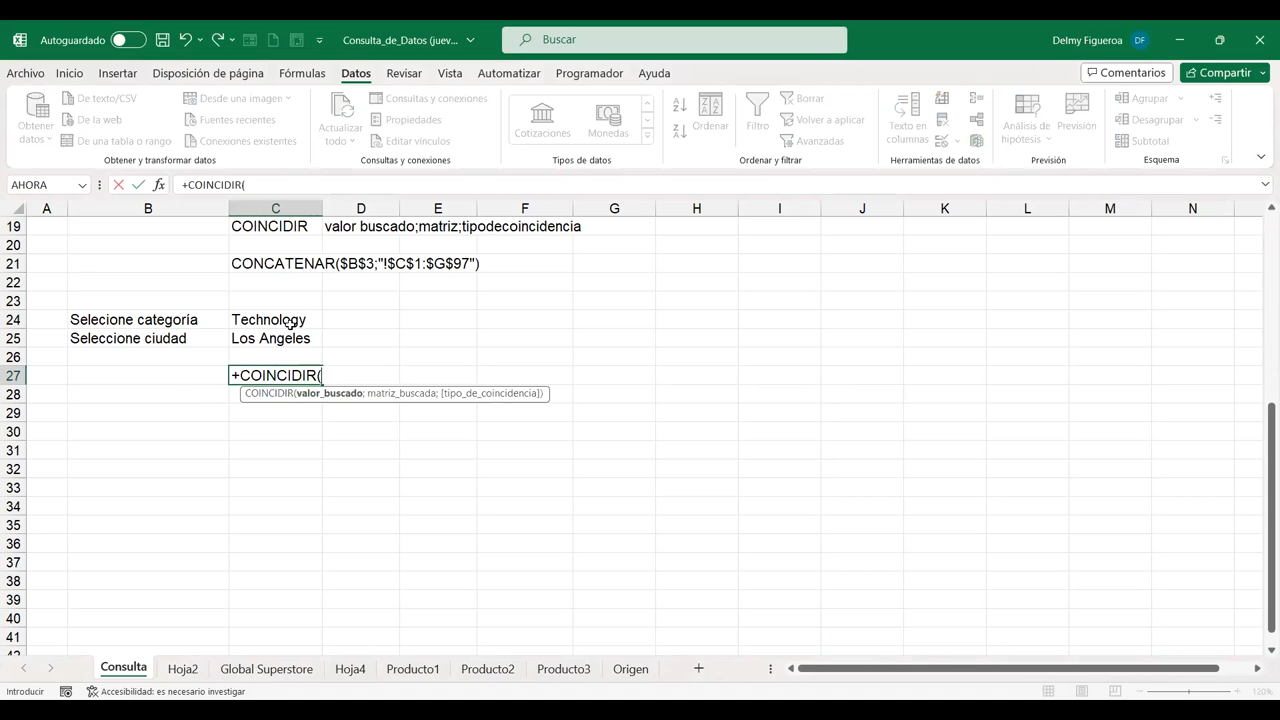 Autoguardado
Consulta_de_Datos (juev...
Buscar
Delmy Figueroa
DF
Archivo Inicio Insertar Disposición de página Fórmulas Datos Revisar Vista Automatizar Programador Ayuda
Comentarios
Compartir
Obtener datos
De texto/CSV
De la web
De una tabla o rango
Desde una imagen
Fuentes recientes
Conexiones existentes
Obtener y transformar datos
Actualizar todo
Consultas y conexiones
Propiedades
Editar vínculos
Consultas y conexiones
Cotizaciones
Monedas
Tipos de datos
Ordenar
Filtro
Borrar
Volver a aplicar
Avanzadas
Ordenar y filtrar
Texto en columnas
Herramientas de datos
Análisis de hipótesis
Previsión
Previsión
Agrupar
Desagrupar
Subtotal
Esquema
AHORA
fx
+COINCIDIR(
A B C D E F G H I J K L M N
19 COINCIDIR valor buscado;matriz;tipodecoincidencia
20
21 CONCATENAR($B$3;"!$C$1:$G$97")
22
23
24 Selecione categoría Technology
25 Seleccione ciudad Los Angeles
26
27 +COINCIDIR(
28 COINCIDIR(valor_buscado; matriz_buscada; [tipo_de_coincidencia])
29
30
31
32
33
34
35
36
37
38
39
40
41
Consulta Hoja2 Global Superstore Hoja4 Producto1 Producto2 Producto3 Origen
Introducir
Accesibilidad: es necesario investigar
120%